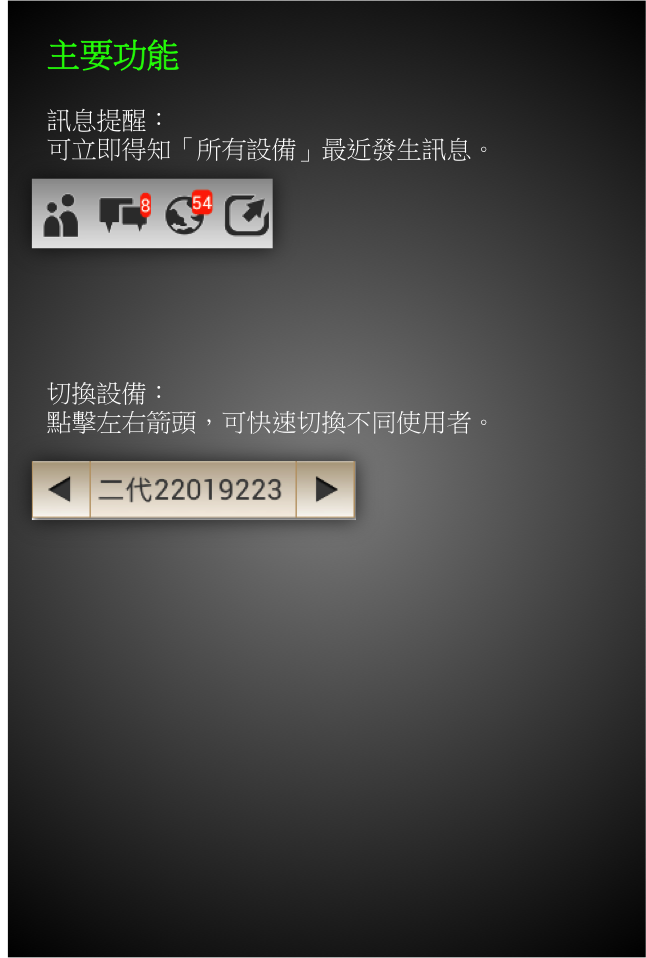 主要功能
訊息提醒：
可立即得知「所有設備」最近發生訊息。
8 54
切換設備：
點擊左右箭頭，可快速切換不同使用者。
二代22019223